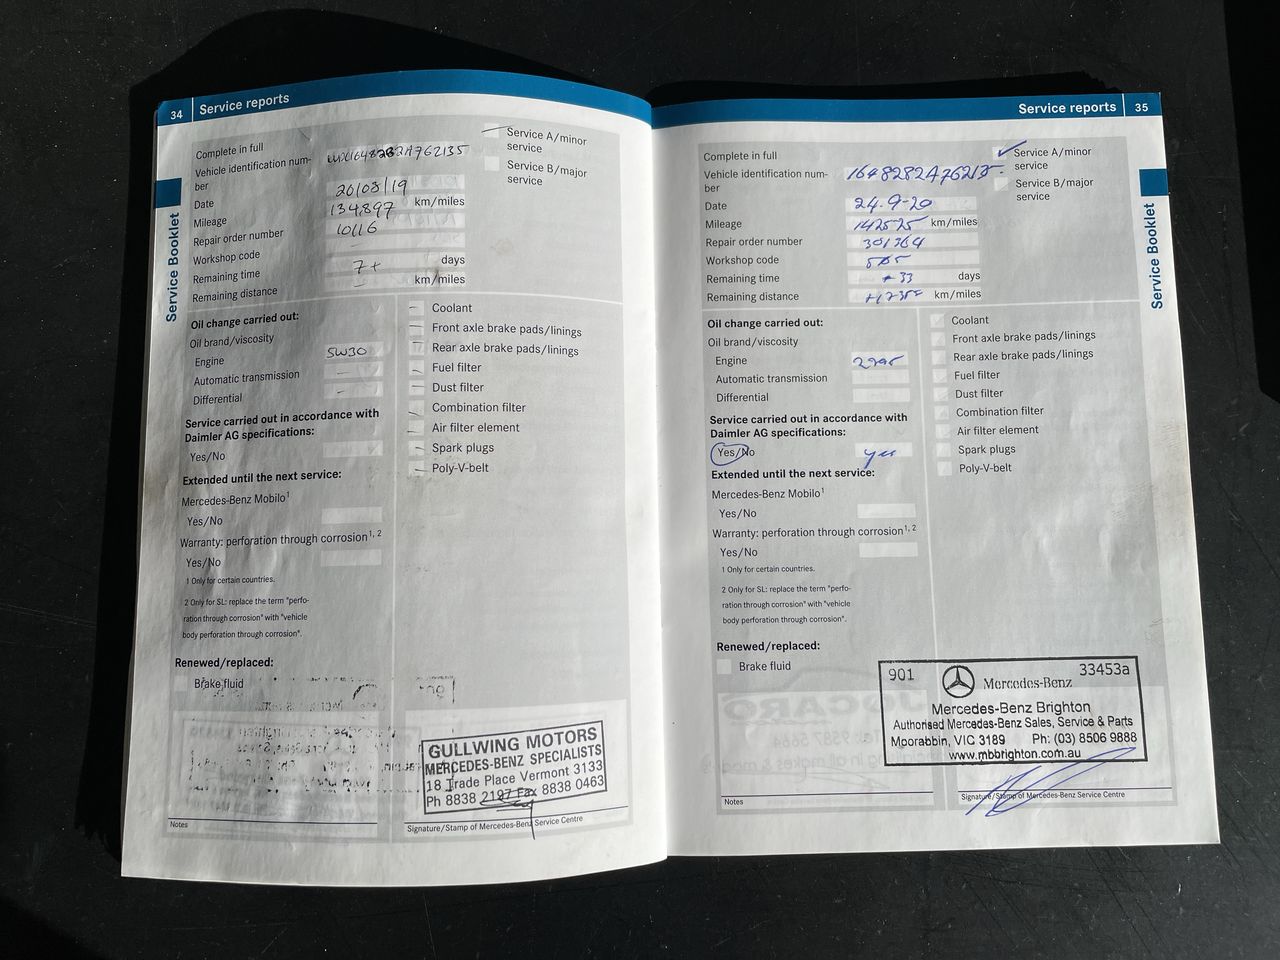 34 Service reports
Complete in full
Vehicle identification num-
ber
Date 20/03/19
Mileage 134897 km/miles
Repair order number 10116
Workshop code
Remaining time 7+ days
Remaining distance km/miles
Service A/minor
service
Service B/major
service
Service Booklet
Oil change carried out:
Oil brand/viscosity
Engine 5W30
Automatic transmission
Differential
Service carried out in accordance with
Daimler AG specifications:
Yes/No
Extended until the next service:
Mercedes-Benz Mobilo¹
Yes/No
Warranty: perforation through corrosion¹, ²
Yes/No
1 Only for certain countries.
2 Only for SL: replace the term "perfo-
ration through corrosion" with "vehicle
body perforation through corrosion".
Renewed/replaced:
Brake fluid
Coolant
Front axle brake pads/linings
Rear axle brake pads/linings
Fuel filter
Dust filter
Combination filter
Air filter element
Spark plugs
Poly-V-belt
GULLWING MOTORS
MERCEDES-BENZ SPECIALISTS
18 Trade Place Vermont 3133
Ph 8838 2197 Fax 8838 0463
Notes
Signature/Stamp of Mercedes-Benz Service Centre
Service reports 35
Complete in full
Vehicle identification num-
ber 1648282A76213
Date 24.9-20
Mileage 142525 km/miles
Repair order number 301364
Workshop code
Remaining time +33 days
Remaining distance km/miles
Service A/minor
service
Service B/major
service
Service Booklet
Oil change carried out:
Oil brand/viscosity
Engine
Automatic transmission
Differential
Service carried out in accordance with
Daimler AG specifications:
Yes/No yes
Extended until the next service:
Mercedes-Benz Mobilo¹
Yes/No
Warranty: perforation through corrosion¹, ²
Yes/No
1 Only for certain countries.
2 Only for SL: replace the term "perfo-
ration through corrosion" with "vehicle
body perforation through corrosion".
Renewed/replaced:
Brake fluid
Coolant
Front axle brake pads/linings
Rear axle brake pads/linings
Fuel filter
Dust filter
Combination filter
Air filter element
Spark plugs
Poly-V-belt
901 Mercedes-Benz 33453a
Mercedes-Benz Brighton
Authorised Mercedes-Benz Sales, Service & Parts
Moorabbin, VIC 3189 Ph: (03) 8506 9888
www.mbbrighton.com.au
Notes
Signature/Stamp of Mercedes-Benz Service Centre